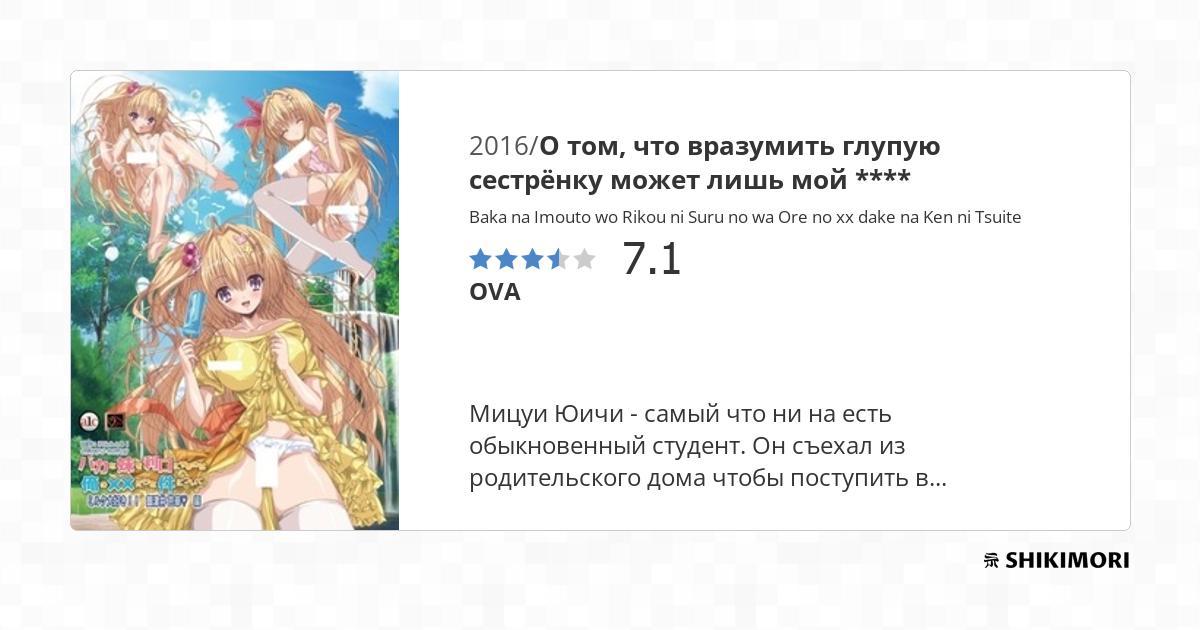 2016/О том, что вразумить глупую
сестрёнку может лишь мой ****
Baka na Imouto wo Rikou ni Suru no wa Ore no xx dake na Ken ni Tsuite
7.1
OVA
Мицуи Юичи - самый что ни на есть
обыкновенный студент. Он съехал из
родительского дома чтобы поступить в...
SHIKIMORI